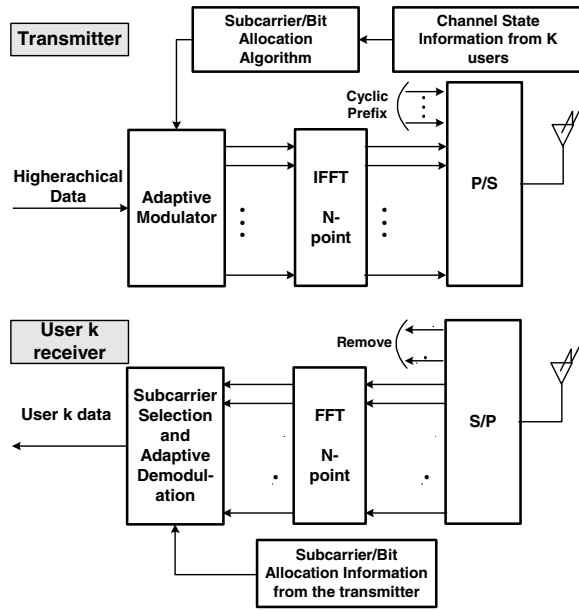 Transmitter
Subcarrier/Bit
Allocation
Algorithm
Channel State
Information from K
users
Cyclic
Prefix
Higherachical
Data
Adaptive
Modulator
IFFT
N-
point
P/S
User k
receiver
Remove
User k data
Subcarrier
Selection
and
Adaptive
Demodul-
ation
FFT
N-
point
S/P
Subcarrier/Bit
Allocation Information
from the transmitter